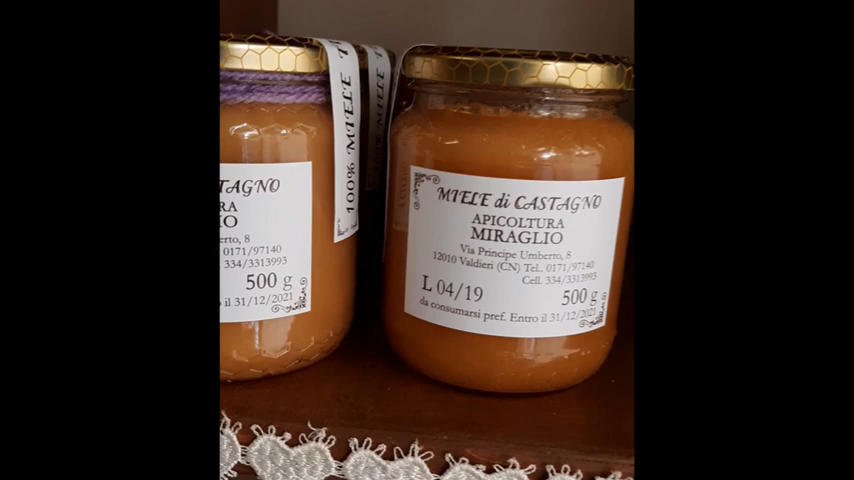 TAGNO
RA
IO
berto, 8
0171/97140
334/3313993
500 g
il 31/12/2021
100% MIELE
MIELE
MIELE di CASTAGNO
APICOLTURA
MIRAGLIO
Via Principe Umberto, 8
12010 Valdieri (CN) Tel.. 0171/97140
Cell. 334/3313993
L 04/19
500 g
da consumarsi pref. Entro il 31/12/2021